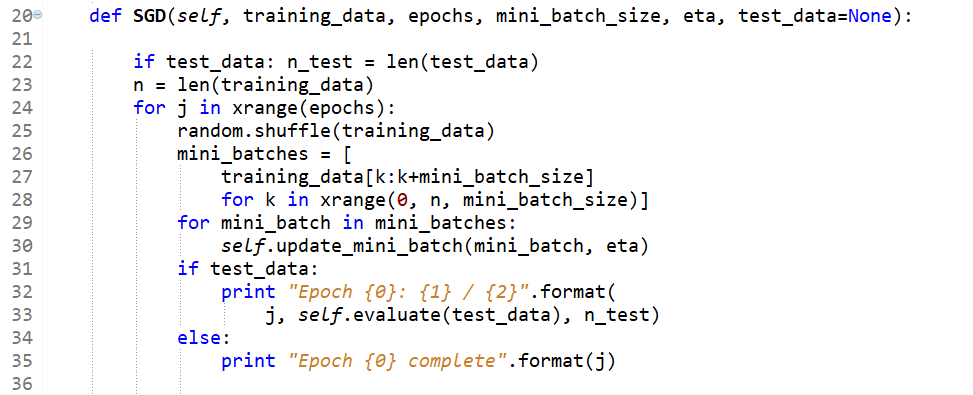 20 def SGD(self, training_data, epochs, mini_batch_size, eta, test_data=None):
21
22 if test_data: n_test = len(test_data)
23 n = len(training_data)
24 for j in xrange(epochs):
25 random.shuffle(training_data)
26 mini_batches = [
27 training_data[k:k+mini_batch_size]
28 for k in xrange(0, n, mini_batch_size)]
29 for mini_batch in mini_batches:
30 self.update_mini_batch(mini_batch, eta)
31 if test_data:
32 print "Epoch {0}: {1} / {2}".format(
33 j, self.evaluate(test_data), n_test)
34 else:
35 print "Epoch {0} complete".format(j)
36